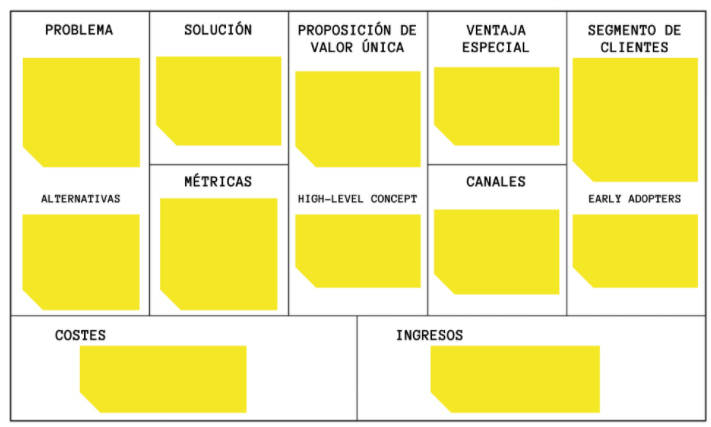 PROBLEMA
ALTERNATIVAS
SOLUCIÓN
MÉTRICAS
PROPOSICIÓN DE
VALOR ÚNICA
HIGH-LEVEL CONCEPT
VENTAJA
ESPECIAL
CANALES
SEGMENTO DE
CLIENTES
EARLY ADOPTERS
COSTES
INGRESOS